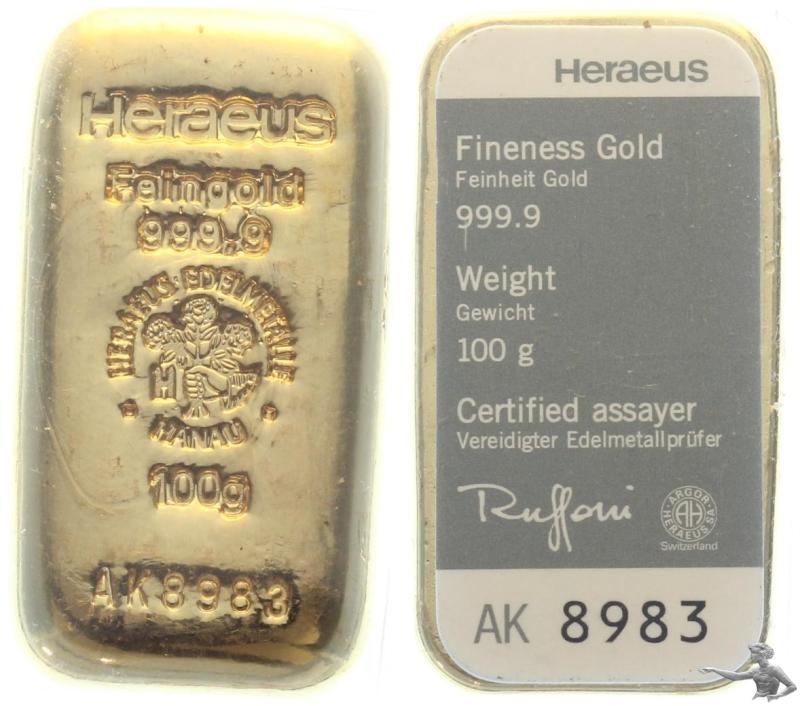 Heraeus
Feingold
999.9
HERAEUS EDELMETALLE
H
HANAU
100g
AK8983
Heraeus
Fineness Gold
Feinheit Gold
999.9
Weight
Gewicht
100 g
Certified assayer
Vereidigter Edelmetallprüfer
Ruffoni
ARGOR-HERAEUS SA
AH
Switzerland
AK 8983